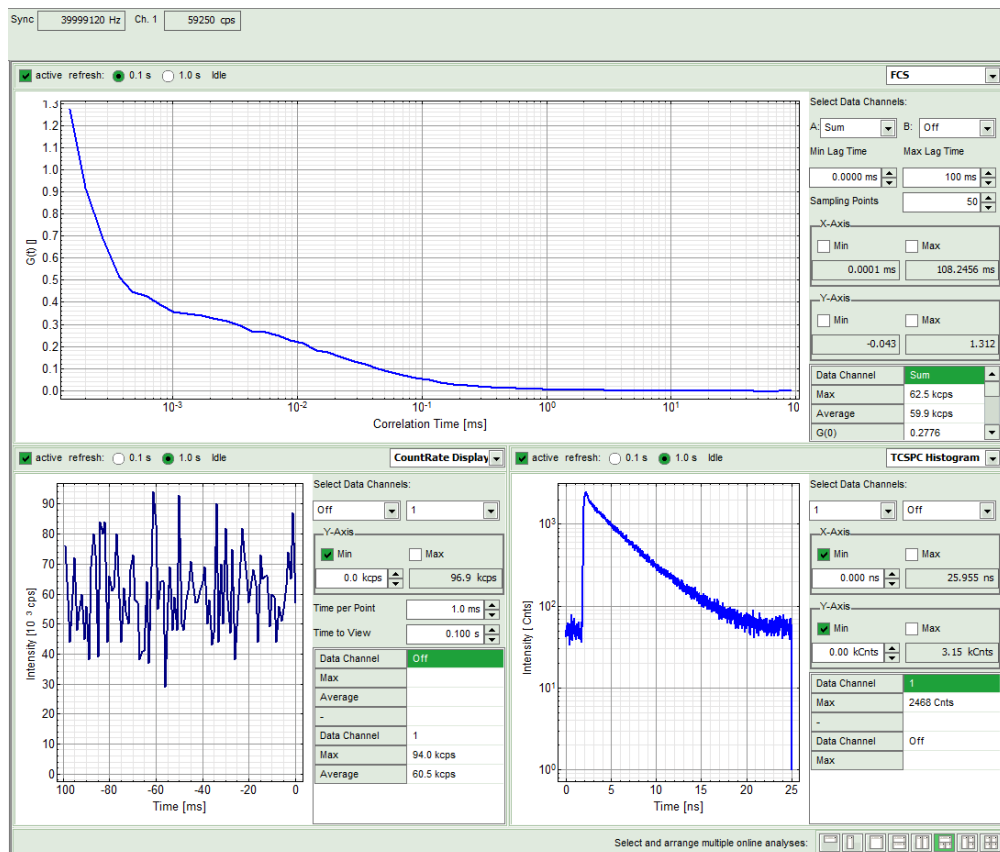 Sync 39999120 Hz Ch. 1 59250 cps
active refresh: 0.1 s 1.0 s Idle FCS
1.3
1.2
1.1
1.0
0.9
0.8
0.7
0.6
0.5
0.4
0.3
0.2
0.1
0.0
G(t) []
10-3 10-2 10-1 100 101 10
Correlation Time [ms]
Select Data Channels:
A: Sum B: Off
Min Lag Time Max Lag Time
0.0000 ms 100 ms
Sampling Points 50
X-Axis
Min Max
0.0001 ms 108.2456 ms
Y-Axis
Min Max
-0.043 1.312
Data Channel Sum
Max 62.5 kcps
Average 59.9 kcps
G(0) 0.2776
active refresh: 0.1 s 1.0 s Idle CountRate Display
90
80
70
60
50
40
30
20
10
0
Intensity [10 3 cps]
100 -80 -60 -40 -20 0
Time [ms]
Select Data Channels:
Off 1
Y-Axis
Min Max
0.0 kcps 96.9 kcps
Time per Point 1.0 ms
Time to View 0.100 s
Data Channel Off
Max
Average
-
Data Channel 1
Max 94.0 kcps
Average 60.5 kcps
active refresh: 0.1 s 1.0 s Idle TCSPC Histogram
103
102
101
100
Intensity [ Cnts]
0 5 10 15 20 25
Time [ns]
Select Data Channels:
1 Off
X-Axis
Min Max
0.000 ns 25.955 ns
Y-Axis
Min Max
0.00 kCnts 3.15 kCnts
Data Channel 1
Max 2468 Cnts
-
Data Channel Off
Max
Select and arrange multiple online analyses: